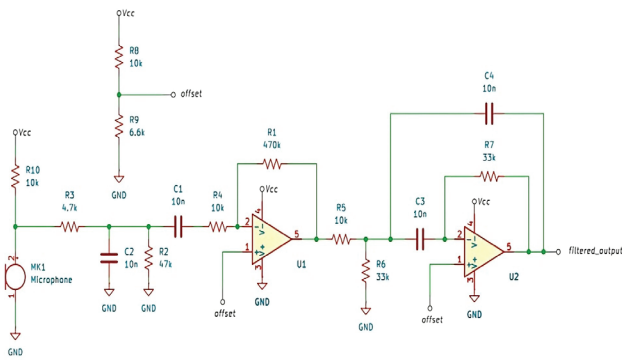 Vcc
R8
10k
offset
R9
6.6k
GND
Vcc
R10
10k
R3
4.7k
C2
10n
R2
47k
GND
GND
2
MK1
Microphone
1
GND
C1
10n
R4
10k
R1
470k
Vcc
4
2
V-
-
5
1
+
V+
3
U1
GND
offset
R5
10k
R6
33k
GND
C4
10n
C3
10n
R7
33k
Vcc
4
2
V-
-
5
1
+
V+
3
U2
GND
offset
filtered_output